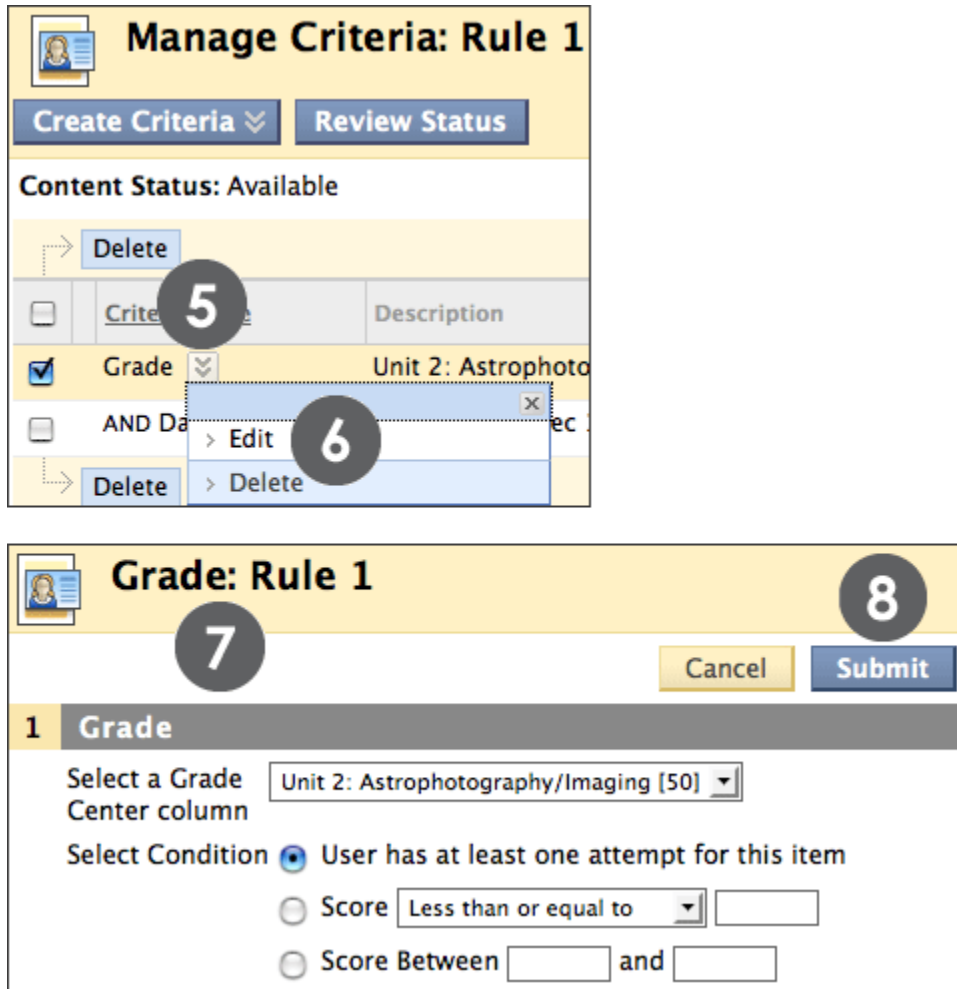 Manage Criteria: Rule 1
Create Criteria Review Status
Content Status: Available
Delete
5
Description
Grade Unit 2: Astrophoto
AND
6
> Edit
Delete > Delete
Grade: Rule 1
7
8
Cancel Submit
1 Grade
Select a Grade Center column Unit 2: Astrophotography/Imaging [50]
Select Condition User has at least one attempt for this item
Score Less than or equal to
Score Between and